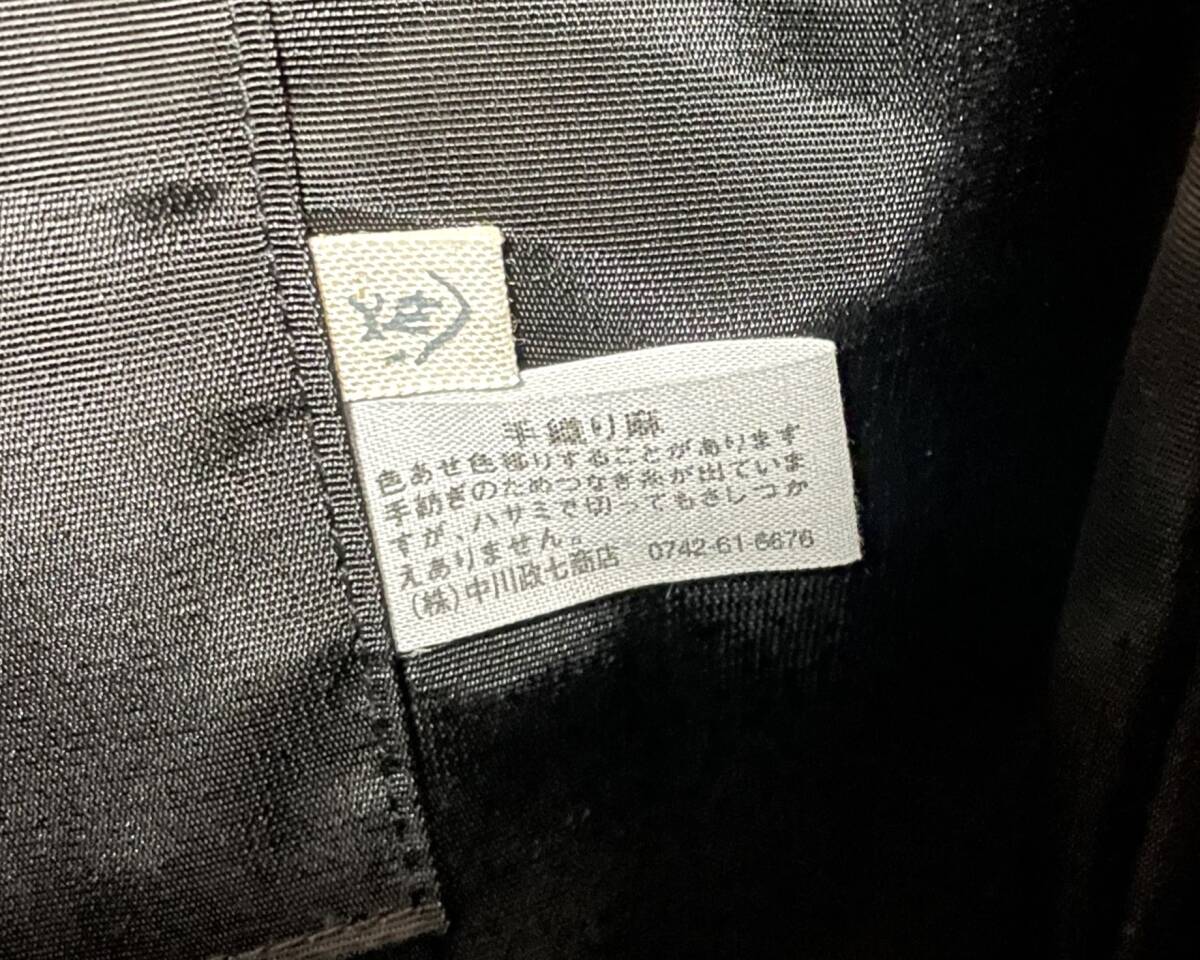 手織り麻
色あせ色移りすることがあります
手紡ぎのためつなぎ糸が出ていま
すが、ハサミで切ってもさしつか
えありません。
(株)中川政七商店 0742-61-6676